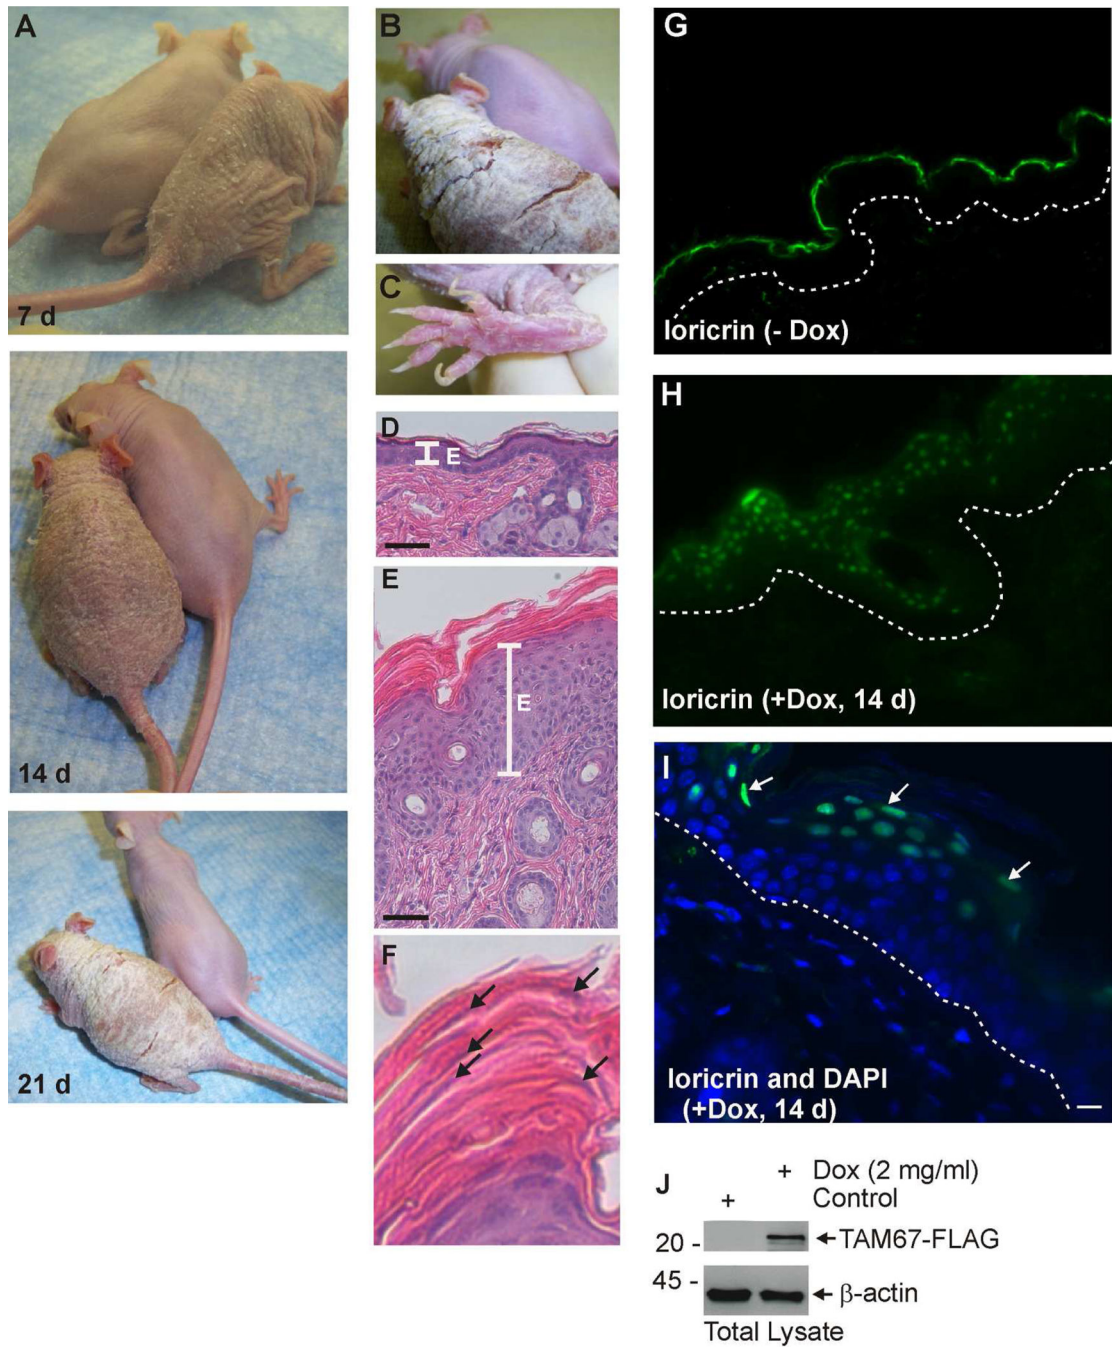 A
7 d
14 d
21 d
B
C
D
E
E
E
F
G
loricrin (- Dox)
H
loricrin (+Dox, 14 d)
I
loricrin and DAPI
(+Dox, 14 d)
J
+ Dox (2 mg/ml)
+ Control
20 - TAM67-FLAG
45 - β-actin
Total Lysate